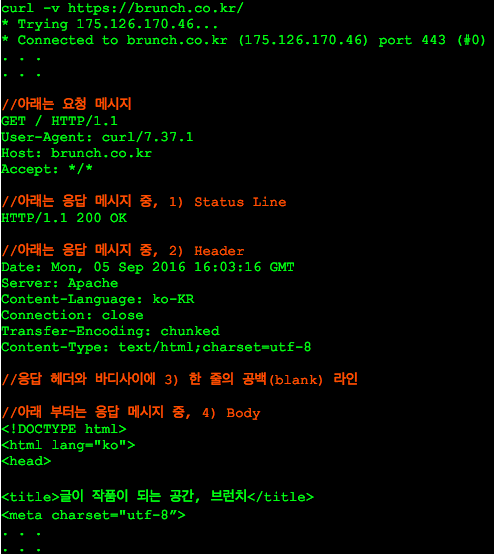 curl -v https://brunch.co.kr/
* Trying 175.126.170.46...
* Connected to brunch.co.kr (175.126.170.46) port 443 (#0)
. . .
. . .
//아래는 요청 메시지
GET / HTTP/1.1
User-Agent: curl/7.37.1
Host: brunch.co.kr
Accept: */*
//아래는 응답 메시지 중, 1) Status Line
HTTP/1.1 200 OK
//아래는 응답 메시지 중, 2) Header
Date: Mon, 05 Sep 2016 16:03:16 GMT
Server: Apache
Content-Language: ko-KR
Connection: close
Transfer-Encoding: chunked
Content-Type: text/html;charset=utf-8
//응답 헤더와 바디사이에 3) 한 줄의 공백(blank) 라인
//아래 부터는 응답 메시지 중, 4) Body
<!DOCTYPE html>
<html lang="ko">
<head>
<title>글이 작품이 되는 공간, 브런치</title>
<meta charset="utf-8”>
. . .
. . .